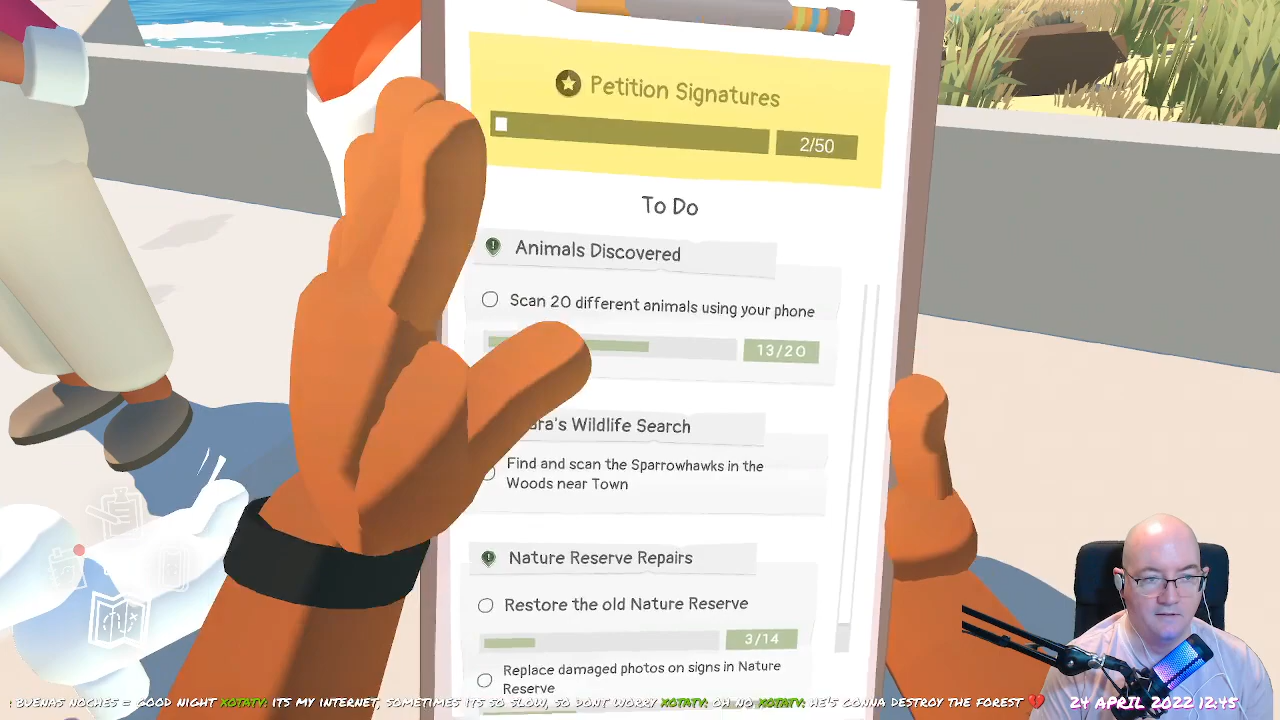 Petition Signatures
2/50
To Do
Animals Discovered
Scan 20 different animals using your phone
13/20
Wildlife Search
Find and scan the Sparrowhawks in the
Woods near Town
Nature Reserve Repairs
Restore the old Nature Reserve
3/14
Replace damaged photos on signs in Nature
Reserve
: BUENAS NOCHES = GOOD NIGHT XOTATV: ITS MY INTERNET, SOMETIMES ITS SO SLOW, SO DONT WORRY XOTATV: OH NO XOTATV: HE'S GONNA DESTROY THE FOREST 24 APRIL 2022 12:45